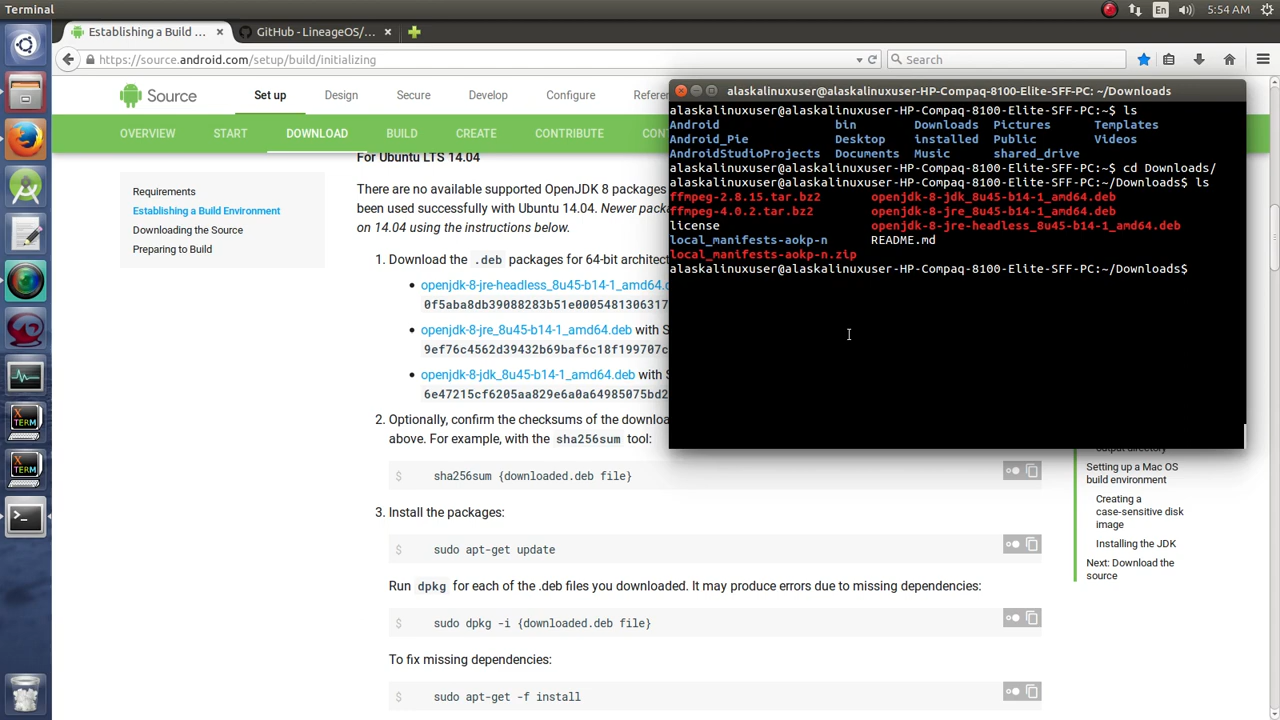 Terminal
En
5:54 AM
Establishing a Build ...
GitHub - LineageOS/...
https://source.android.com/setup/build/initializing
Search
Source
Set up
Design
Secure
Develop
Configure
Refere
OVERVIEW
START
DOWNLOAD
BUILD
CREATE
CONTRIBUTE
CON
Requirements
Establishing a Build Environment
Downloading the Source
Preparing to Build
For Ubuntu LTS 14.04
There are no available supported OpenJDK 8 packages
been used successfully with Ubuntu 14.04. Newer packa
on 14.04 using the instructions below.
1. Download the .deb packages for 64-bit architect
openjdk-8-jre-headless_8u45-b14-1_amd64.d
0f5aba8db39088283b51e00054813063173
openjdk-8-jre_8u45-b14-1_amd64.deb with S
9ef76c4562d39432b69baf6c18f199707c
openjdk-8-jdk_8u45-b14-1_amd64.deb with S
6e47215cf6205aa829e6a0a64985075bd2
2. Optionally, confirm the checksums of the downloa
above. For example, with the sha256sum tool:
$ sha256sum {downloaded.deb file}
3. Install the packages:
$ sudo apt-get update
Run dpkg for each of the .deb files you downloaded. It may produce errors due to missing dependencies:
$ sudo dpkg -i {downloaded.deb file}
To fix missing dependencies:
$ sudo apt-get -f install
alaskalinuxuser@alaskalinuxuser-HP-Compaq-8100-Elite-SFF-PC: ~/Downloads
alaskalinuxuser@alaskalinuxuser-HP-Compaq-8100-Elite-SFF-PC:~$ ls
Android bin Downloads Pictures Templates
Android_Pie Desktop installed Public Videos
AndroidStudioProjects Documents Music shared_drive
alaskalinuxuser@alaskalinuxuser-HP-Compaq-8100-Elite-SFF-PC:~$ cd Downloads/
alaskalinuxuser@alaskalinuxuser-HP-Compaq-8100-Elite-SFF-PC:~/Downloads$ ls
ffmpeg-2.8.15.tar.bz2 openjdk-8-jdk_8u45-b14-1_amd64.deb
ffmpeg-4.0.2.tar.bz2 openjdk-8-jre_8u45-b14-1_amd64.deb
license openjdk-8-jre-headless_8u45-b14-1_amd64.deb
local_manifests-aokp-n README.md
local_manifests-aokp-n.zip
alaskalinuxuser@alaskalinuxuser-HP-Compaq-8100-Elite-SFF-PC:~/Downloads$
output directory
Setting up a Mac OS
build environment
Creating a
case-sensitive disk
image
Installing the JDK
Next: Download the
source
X
TERM
X
TERM